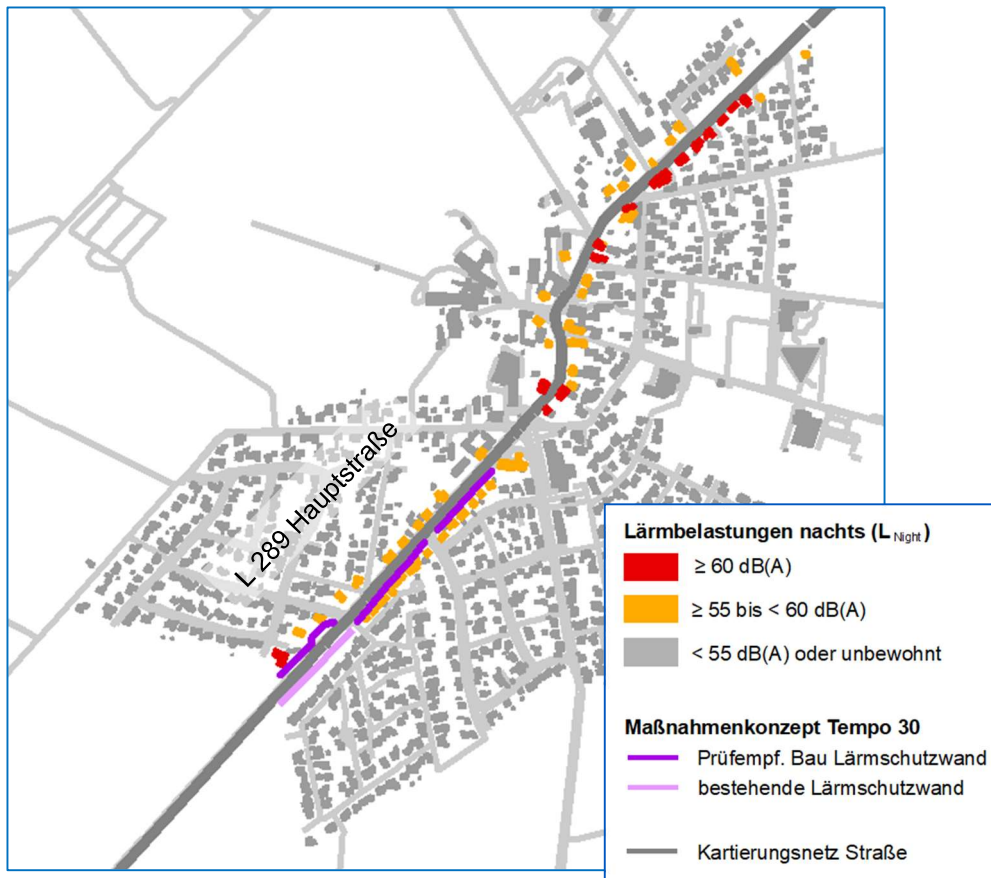 L 289 Hauptstraße
Lärmbelastungen nachts (L Night)
≥ 60 dB(A)
≥ 55 bis < 60 dB(A)
< 55 dB(A) oder unbewohnt
Maßnahmenkonzept Tempo 30
Prüfempf. Bau Lärmschutzwand
bestehende Lärmschutzwand
Kartierungsnetz Straße